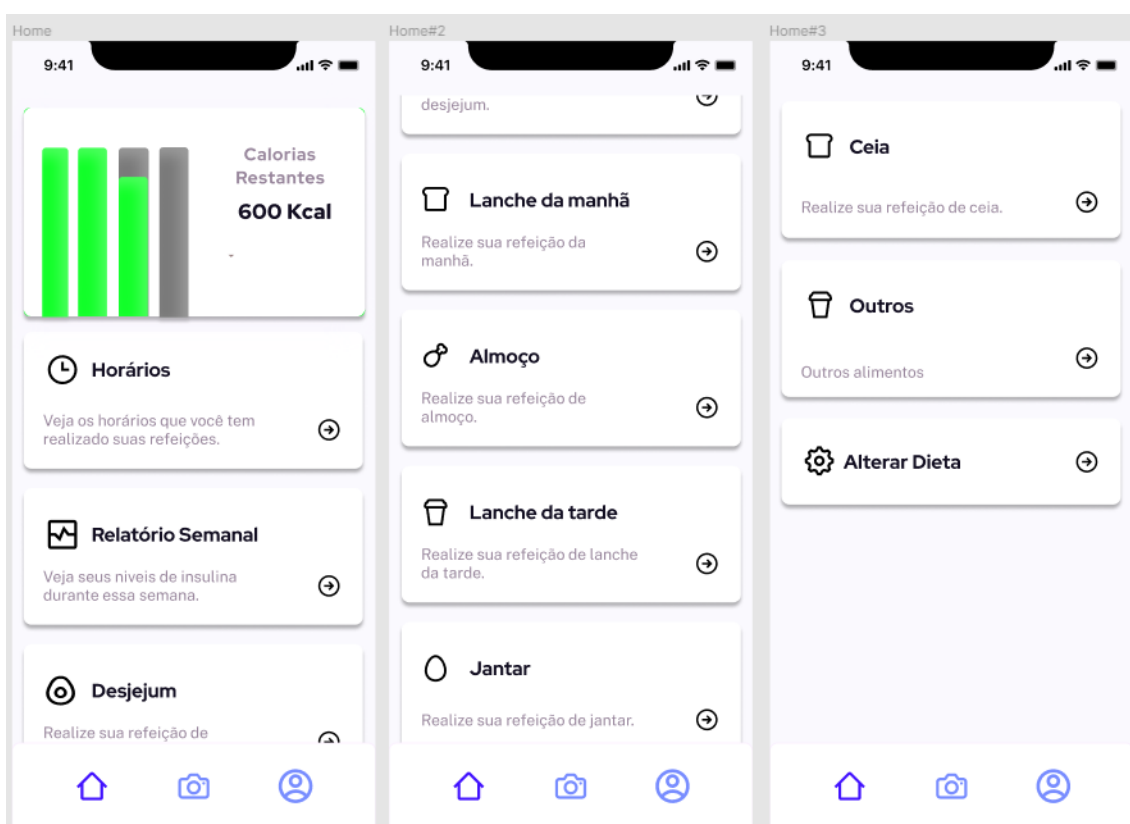 Home
9:41
Calorias
Restantes
600 Kcal
-
Horários
Veja os horários que você tem
realizado suas refeições.
Relatório Semanal
Veja seus niveis de insulina
durante essa semana.
Desjejum
Realize sua refeição de
Home#2
9:41
desjejum.
Lanche da manhã
Realize sua refeição da
manhã.
Almoço
Realize sua refeição de
almoço.
Lanche da tarde
Realize sua refeição de lanche
da tarde.
Jantar
Realize sua refeição de jantar.
Home#3
9:41
Ceia
Realize sua refeição de ceia.
Outros
Outros alimentos
Alterar Dieta